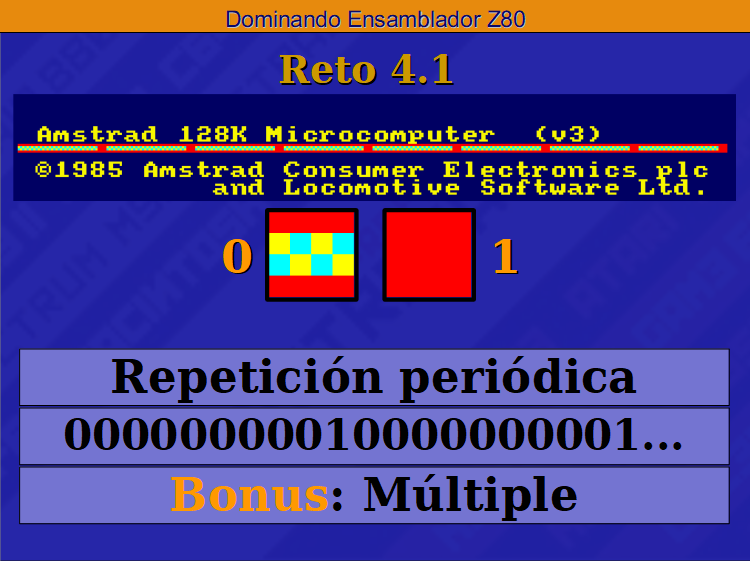 Dominando Ensamblador Z80
Reto 4.1
Amstrad 128K Microcomputer (v3)
©1985 Amstrad Consumer Electronics plc
and Locomotive Software Ltd.
0 1
Repetición periódica
00000000010000000001...
Bonus: Múltiple